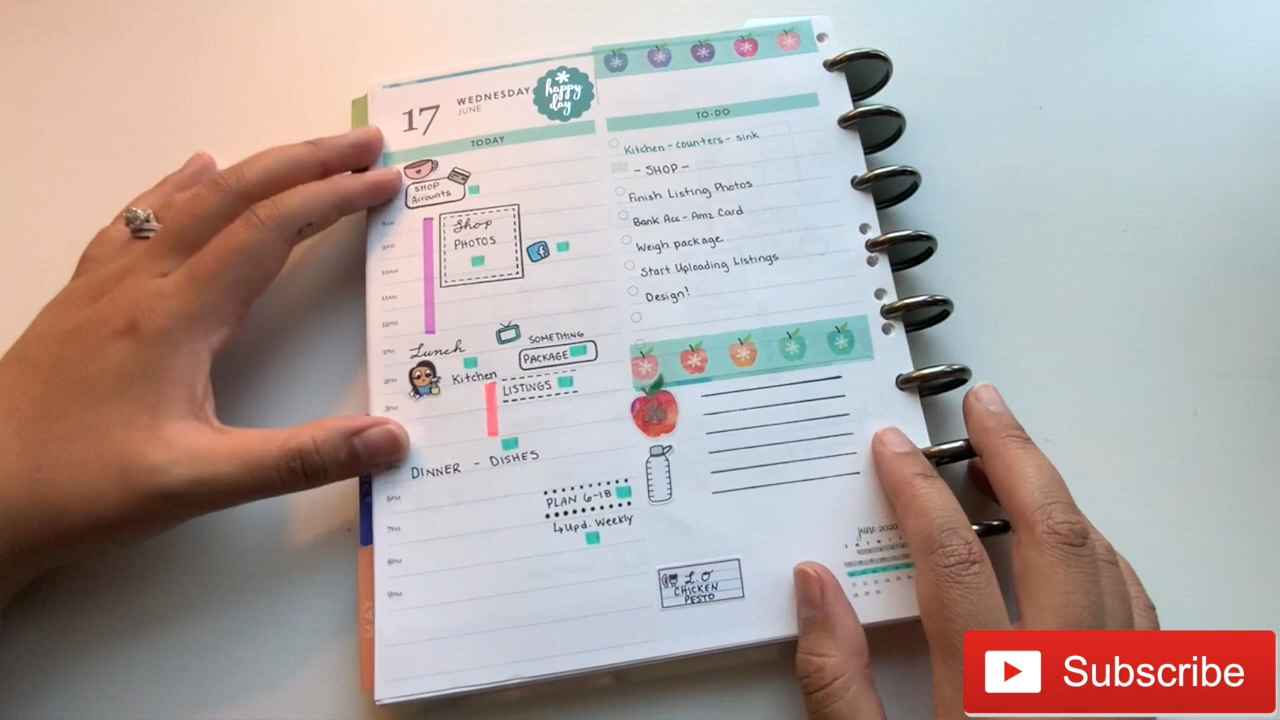 17 WEDNESDAY
JUNE
happy
day
TODAY
SHOP
Accounts
8AM
Shop
PHOTOS
9AM
10AM
11AM
12PM
1PM
Lunch
SOMETHING
PACKAGE
2PM
Kitchen
LISTINGS
3PM
DINNER - DISHES
6PM
PLAN 6-18
7PM
↳Upd. Weekly
8PM
9PM
TO-DO
Kitchen - counters - sink
- SHOP -
Finish Listing Photos
Bank Acc - Amz Card
Weigh package
Start Uploading Listings
Design!
L.O
CHICKEN
PESTO
june 2020
MAY
Subscribe